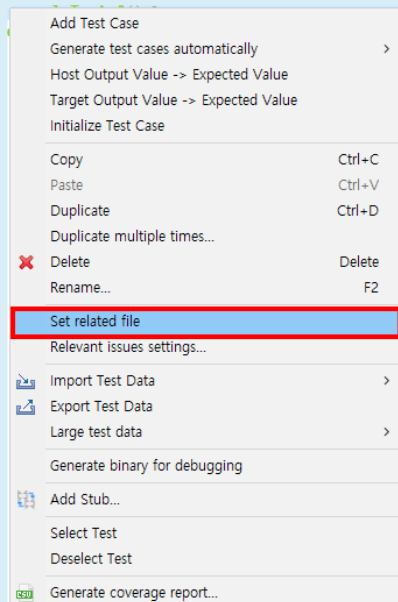 Add Test Case
Generate test cases automatically
Host Output Value -> Expected Value
Target Output Value -> Expected Value
Initialize Test Case
Copy Ctrl+C
Paste Ctrl+V
Duplicate Ctrl+D
Duplicate multiple times...
Delete Delete
Rename... F2
Set related file
Relevant issues settings...
Import Test Data
Export Test Data
Large test data
Generate binary for debugging
Add Stub...
Select Test
Deselect Test
Generate coverage report...